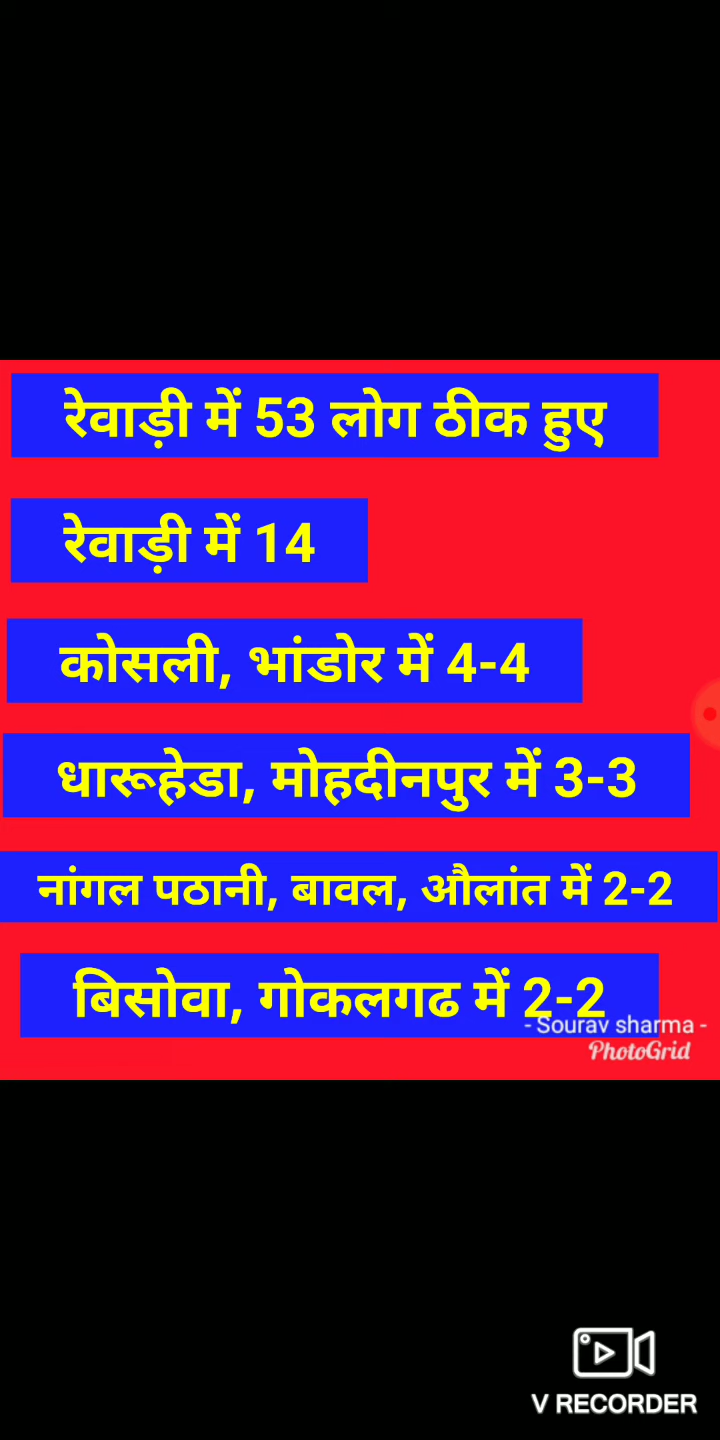 रेवाड़ी में 53 लोग ठीक हुए
रेवाड़ी में 14
कोसली, भांडोर में 4-4
धारूहेडा, मोहदीनपुर में 3-3
नांगल पठानी, बावल, औलांत में 2-2
बिसोवा, गोकलगढ में 2-2
- Sourav sharma -
PhotoGrid
V RECORDER